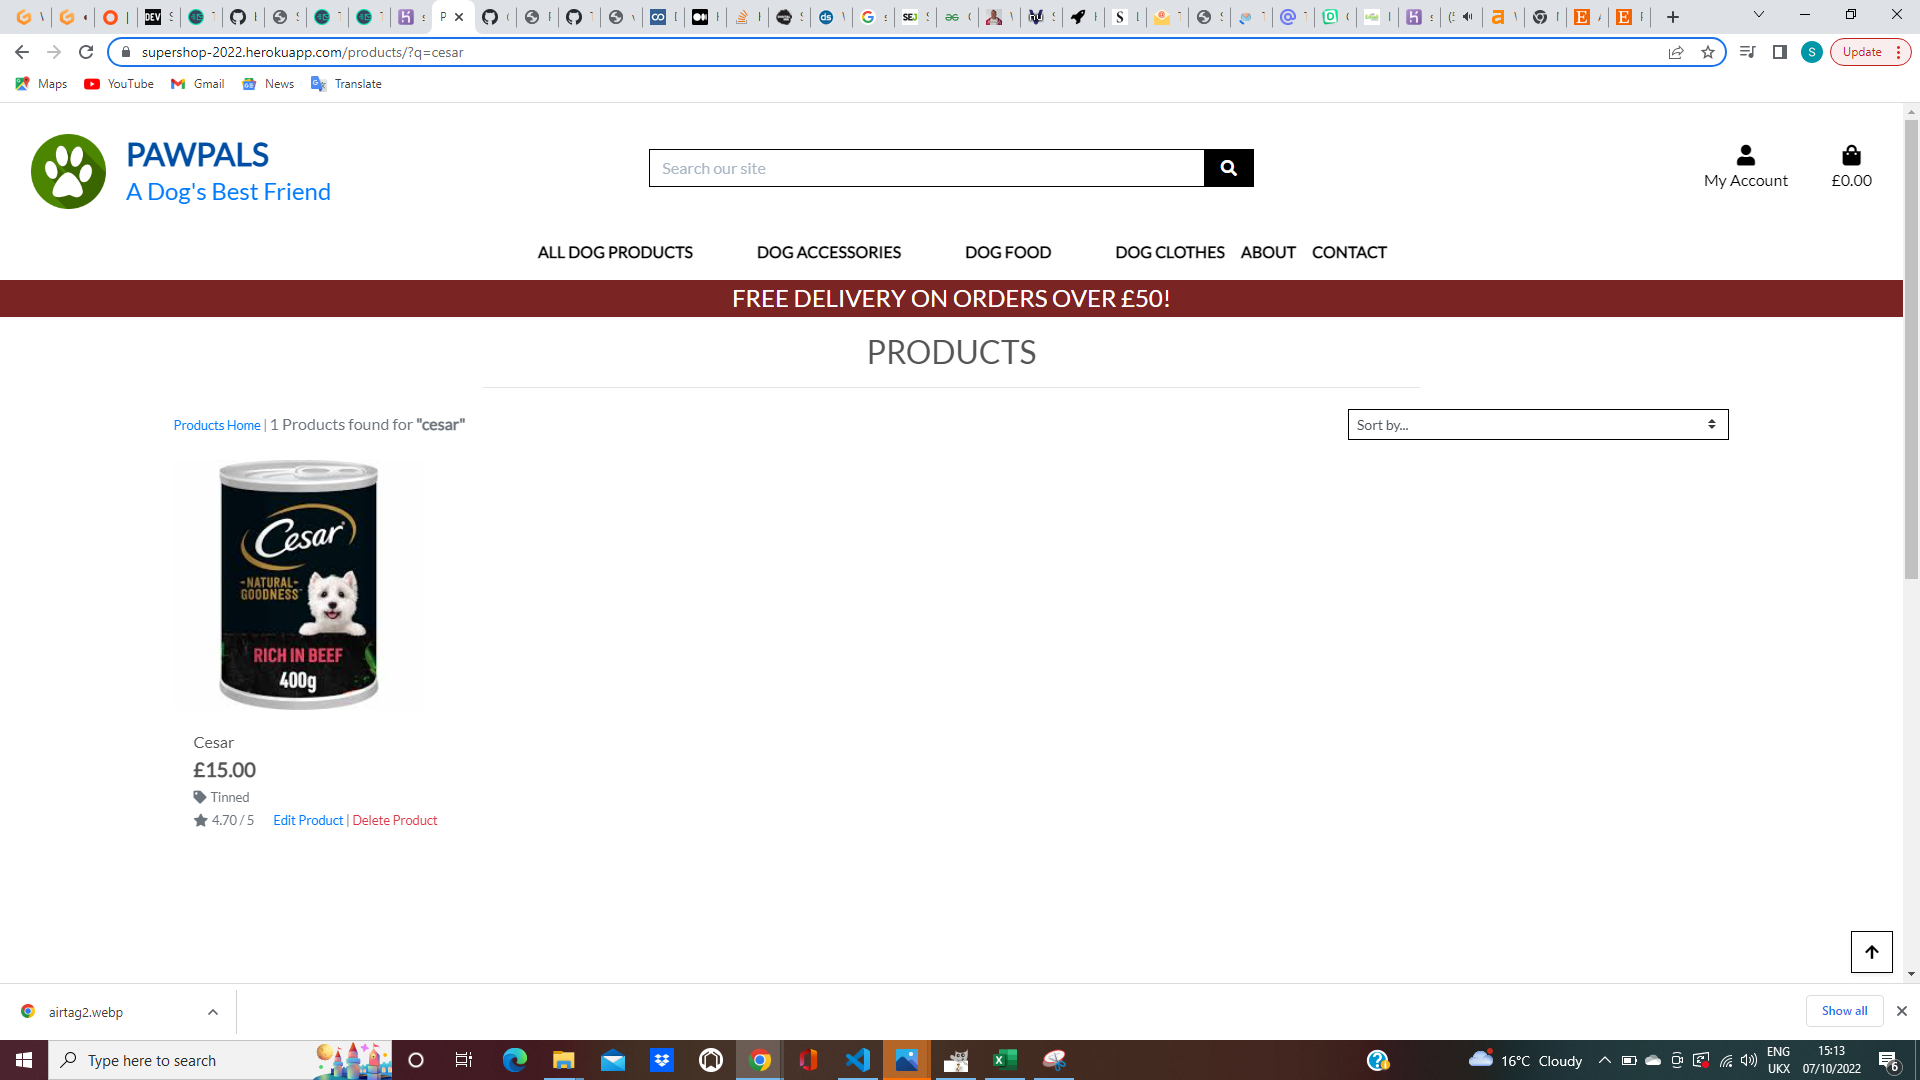 supershop-2022.herokuapp.com/products/?q=cesar
S
Update
Maps
YouTube
Gmail
News
Translate
PAWPALS
A Dog's Best Friend
Search our site
My Account
£0.00
ALL DOG PRODUCTS
DOG ACCESSORIES
DOG FOOD
DOG CLOTHES
ABOUT
CONTACT
FREE DELIVERY ON ORDERS OVER £50!
PRODUCTS
Products Home | 1 Products found for "cesar"
Sort by...
Cesar
-NATURAL-
GOODNESS
RICH IN BEEF
400g
Cesar
£15.00
Tinned
4.70 / 5
Edit Product | Delete Product
airtag2.webp
Show all
Type here to search
16°C Cloudy
ENG
UKX
15:13
07/10/2022
6